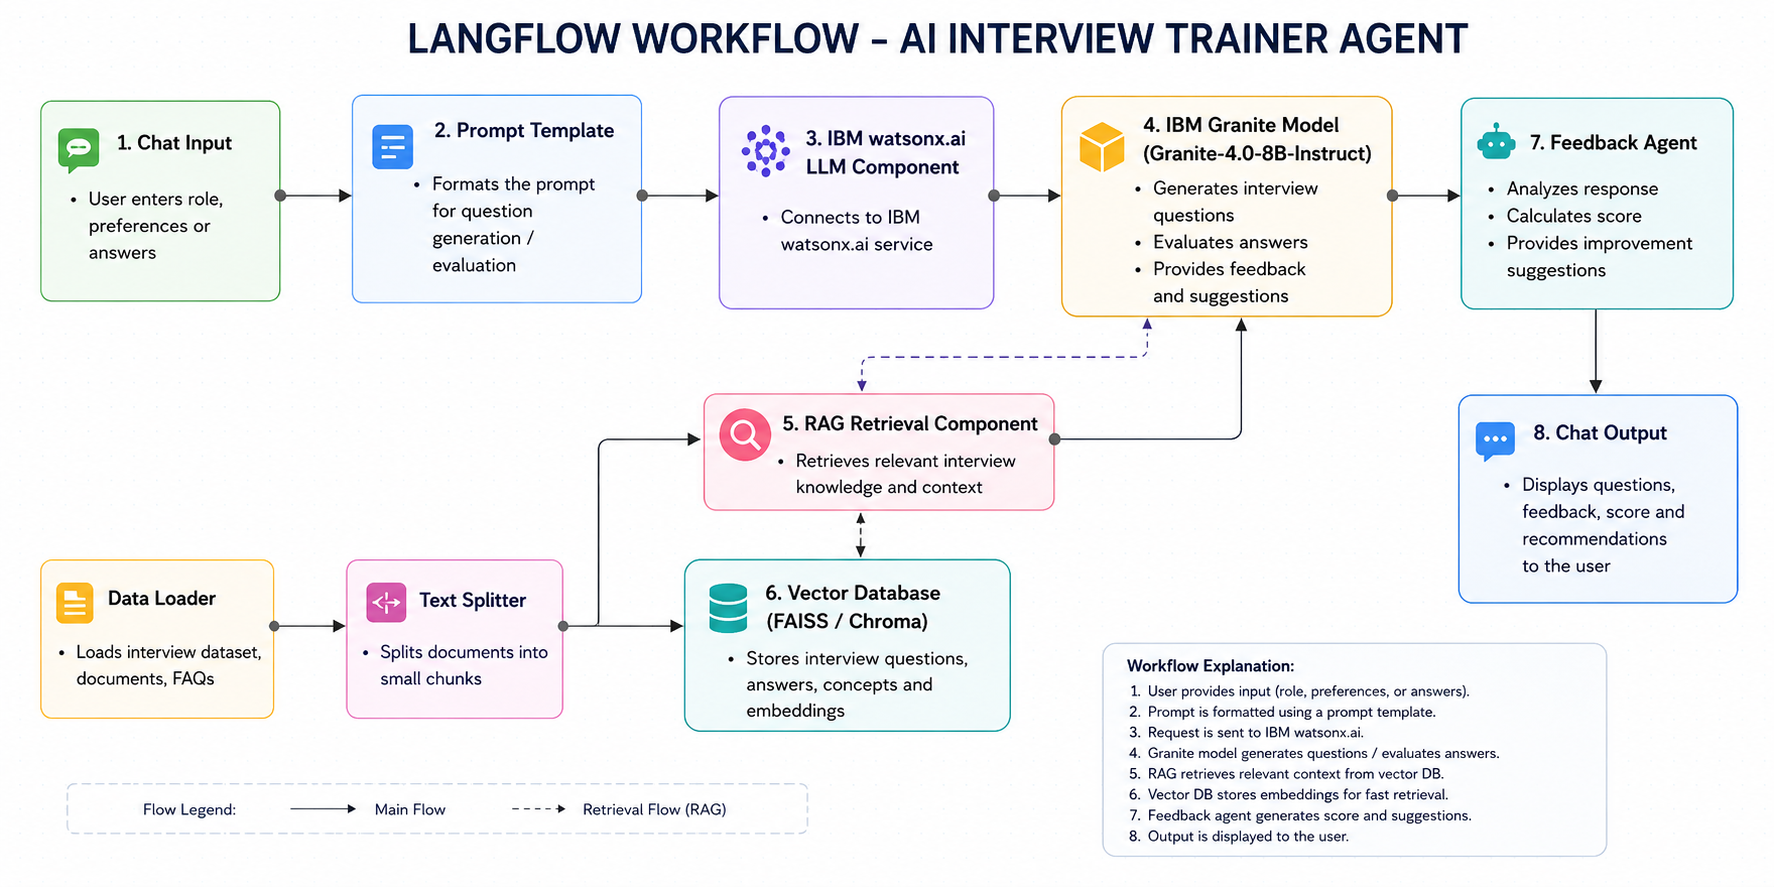 LANGFLOW WORKFLOW – AI INTERVIEW TRAINER AGENT
1. Chat Input
• User enters role,
preferences or
answers
2. Prompt Template
• Formats the prompt
for question
generation /
evaluation
3. IBM watsonx.ai
LLM Component
• Connects to IBM
watsonx.ai service
4. IBM Granite Model
(Granite-4.0-8B-Instruct)
• Generates interview
questions
• Evaluates answers
• Provides feedback
and suggestions
7. Feedback Agent
• Analyzes response
• Calculates score
• Provides improvement
suggestions
5. RAG Retrieval Component
• Retrieves relevant interview
knowledge and context
8. Chat Output
• Displays questions,
feedback, score and
recommendations
to the user
Data Loader
• Loads interview dataset,
documents, FAQs
Text Splitter
• Splits documents into
small chunks
6. Vector Database
(FAISS / Chroma)
• Stores interview questions,
answers, concepts and
embeddings
Workflow Explanation:
1. User provides input (role, preferences, or answers).
2. Prompt is formatted using a prompt template.
3. Request is sent to IBM watsonx.ai.
4. Granite model generates questions / evaluates answers.
5. RAG retrieves relevant context from vector DB.
6. Vector DB stores embeddings for fast retrieval.
7. Feedback agent generates score and suggestions.
8. Output is displayed to the user.
Flow Legend: Main Flow Retrieval Flow (RAG)